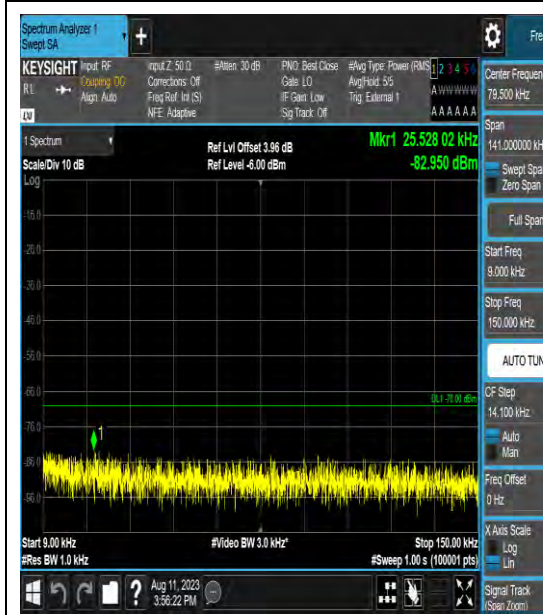 Spectrum Analyzer 1
Swept SA
+
Fre
KEYSIGHT
RL
LXI
Input: RF
Coupling: DC
Align: Auto
Input Z: 50 Ω
Corrections: Off
Freq Ref: Int (S)
NFE: Adaptive
#Atten: 30 dB
PNO: Best Close
Gate: LO
IF Gain: Low
Sig Track: Off
#Avg Type: Power (RMS
Avg|Hold: 5/5
Trig: External 1
1 2 3 4 5 6
A W W W W W
A A A A A A
1 Spectrum
Scale/Div 10 dB
Log
Ref Lvl Offset 3.96 dB
Ref Level -6.00 dBm
Mkr1 25.528 02 kHz
-82.950 dBm
-16.0
-26.0
-36.0
-46.0
-56.0
-66.0
DL1 -70.00 dBm
-76.0
1
-86.0
-96.0
Start 9.00 kHz
#Res BW 1.0 kHz
#Video BW 3.0 kHz*
Stop 150.00 kHz
#Sweep 1.00 s (100001 pts)
Center Frequenc
79.500 kHz
Span
141.000000 kH
Swept Spa
Zero Span
Full Span
Start Freq
9.000 kHz
Stop Freq
150.000 kHz
AUTO TUN
CF Step
14.100 kHz
Auto
Man
Freq Offset
0 Hz
X Axis Scale
Log
Lin
Signal Track
(Span Zoom)
?
Aug 11, 2023
3:56:22 PM